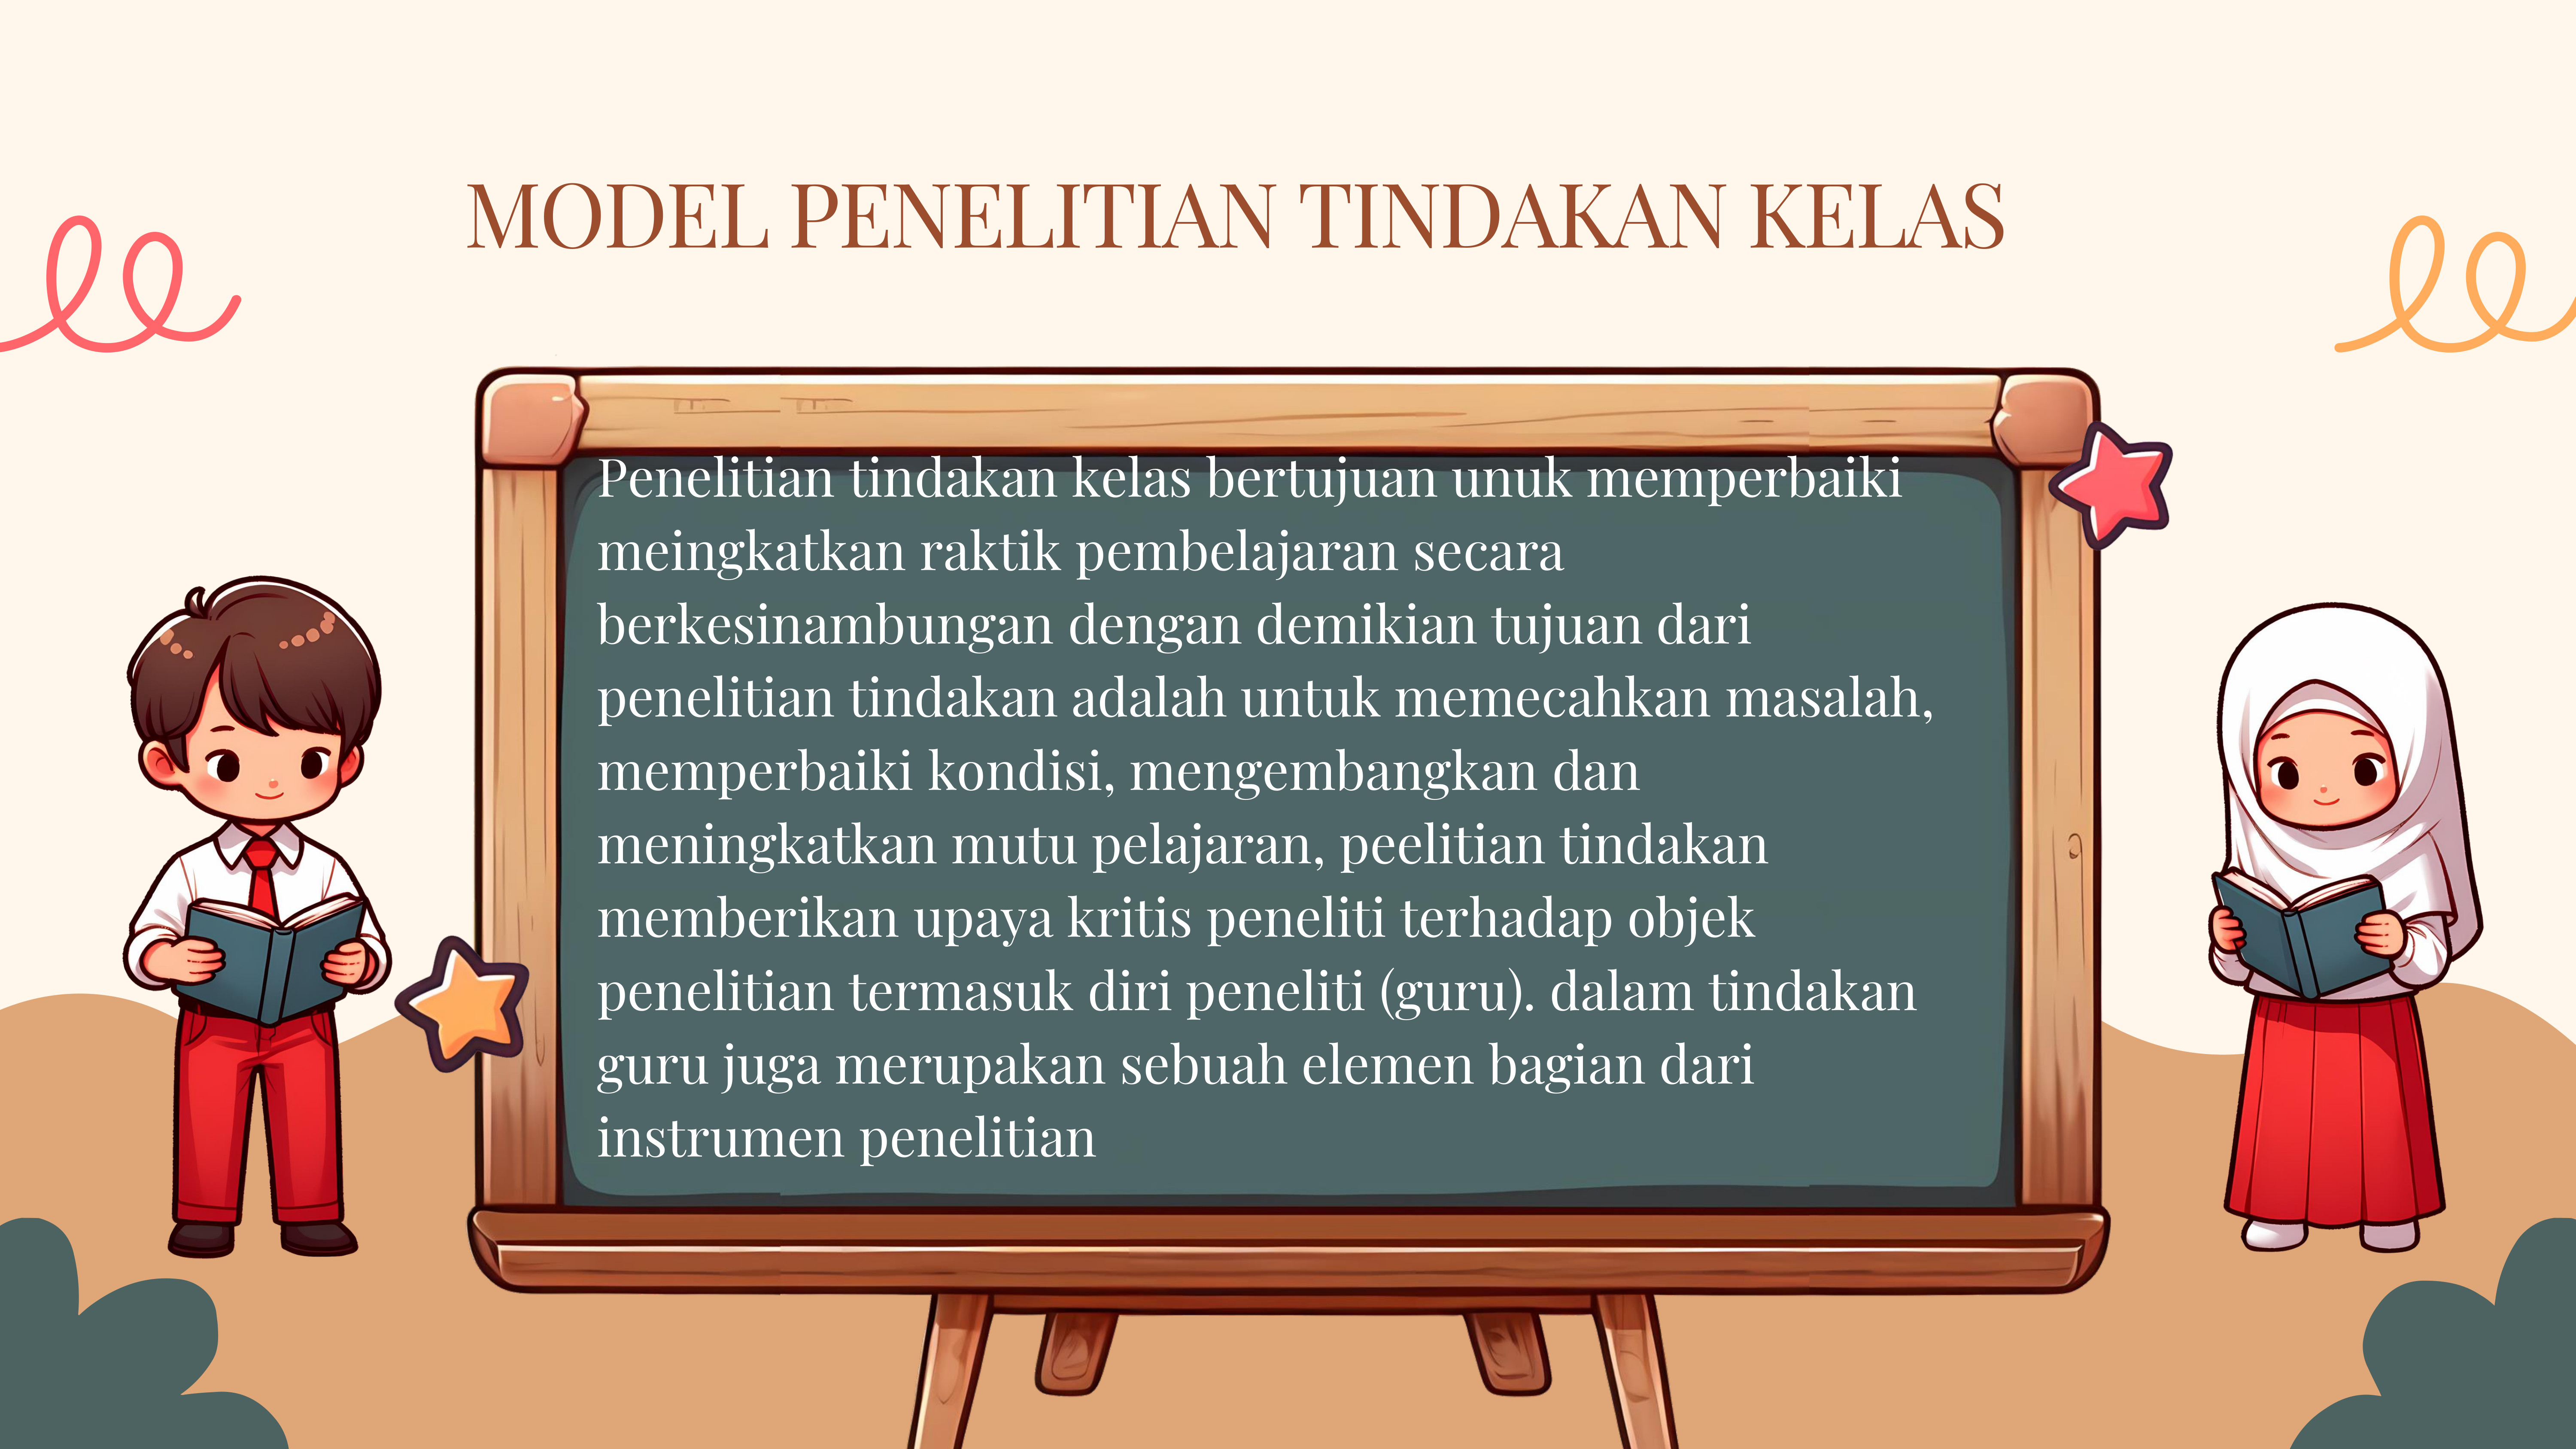 MODEL PENELITIAN TINDAKAN KELAS
Penelitian tindakan kelas bertujuan unuk memperbaiki
meingkatkan raktik pembelajaran secara
berkesinambungan dengan demikian tujuan dari
penelitian tindakan adalah untuk memecahkan masalah,
memperbaiki kondisi, mengembangkan dan
meningkatkan mutu pelajaran, peelitian tindakan
memberikan upaya kritis peneliti terhadap objek
penelitian termasuk diri peneliti (guru). dalam tindakan
guru juga merupakan sebuah elemen bagian dari
instrumen penelitian